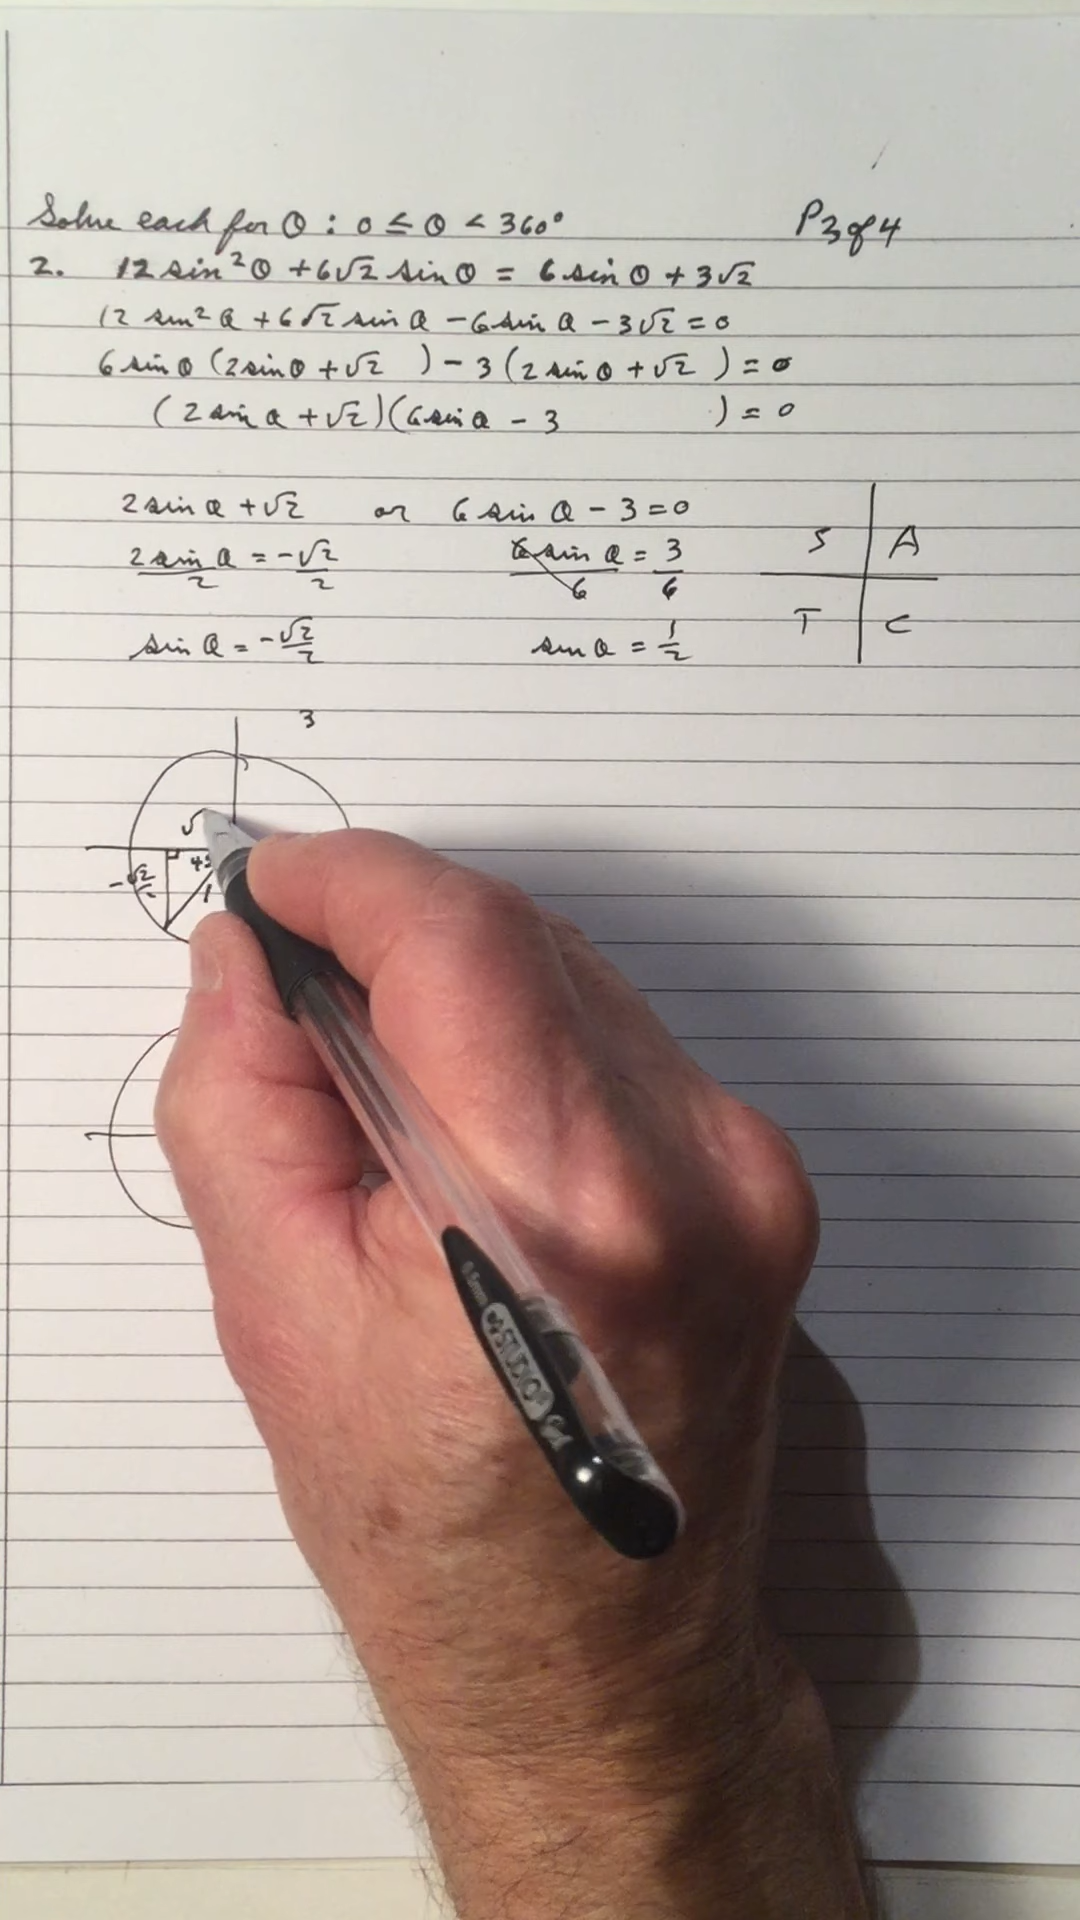 Solve each for θ : 0 ≤ θ < 360° P3 of 4
2. 12 sin²θ + 6√2 sin θ = 6 sin θ + 3√2
12 sin²θ + 6√2 sin θ - 6 sin θ - 3√2 = 0
6 sin θ (2 sin θ + √2 ) - 3 (2 sin θ + √2 ) = 0
(2 sin θ + √2)(6 sin θ - 3 ) = 0
2 sin θ + √2 or 6 sin θ - 3 = 0
S A
2 sin θ / 2 = -√2 / 2 6 sin θ / 6 = 3 / 6
T C
sin θ = -√2/2 sin θ = 1/2
3
√
45
-√2/2 1
0.5mm STUDIO